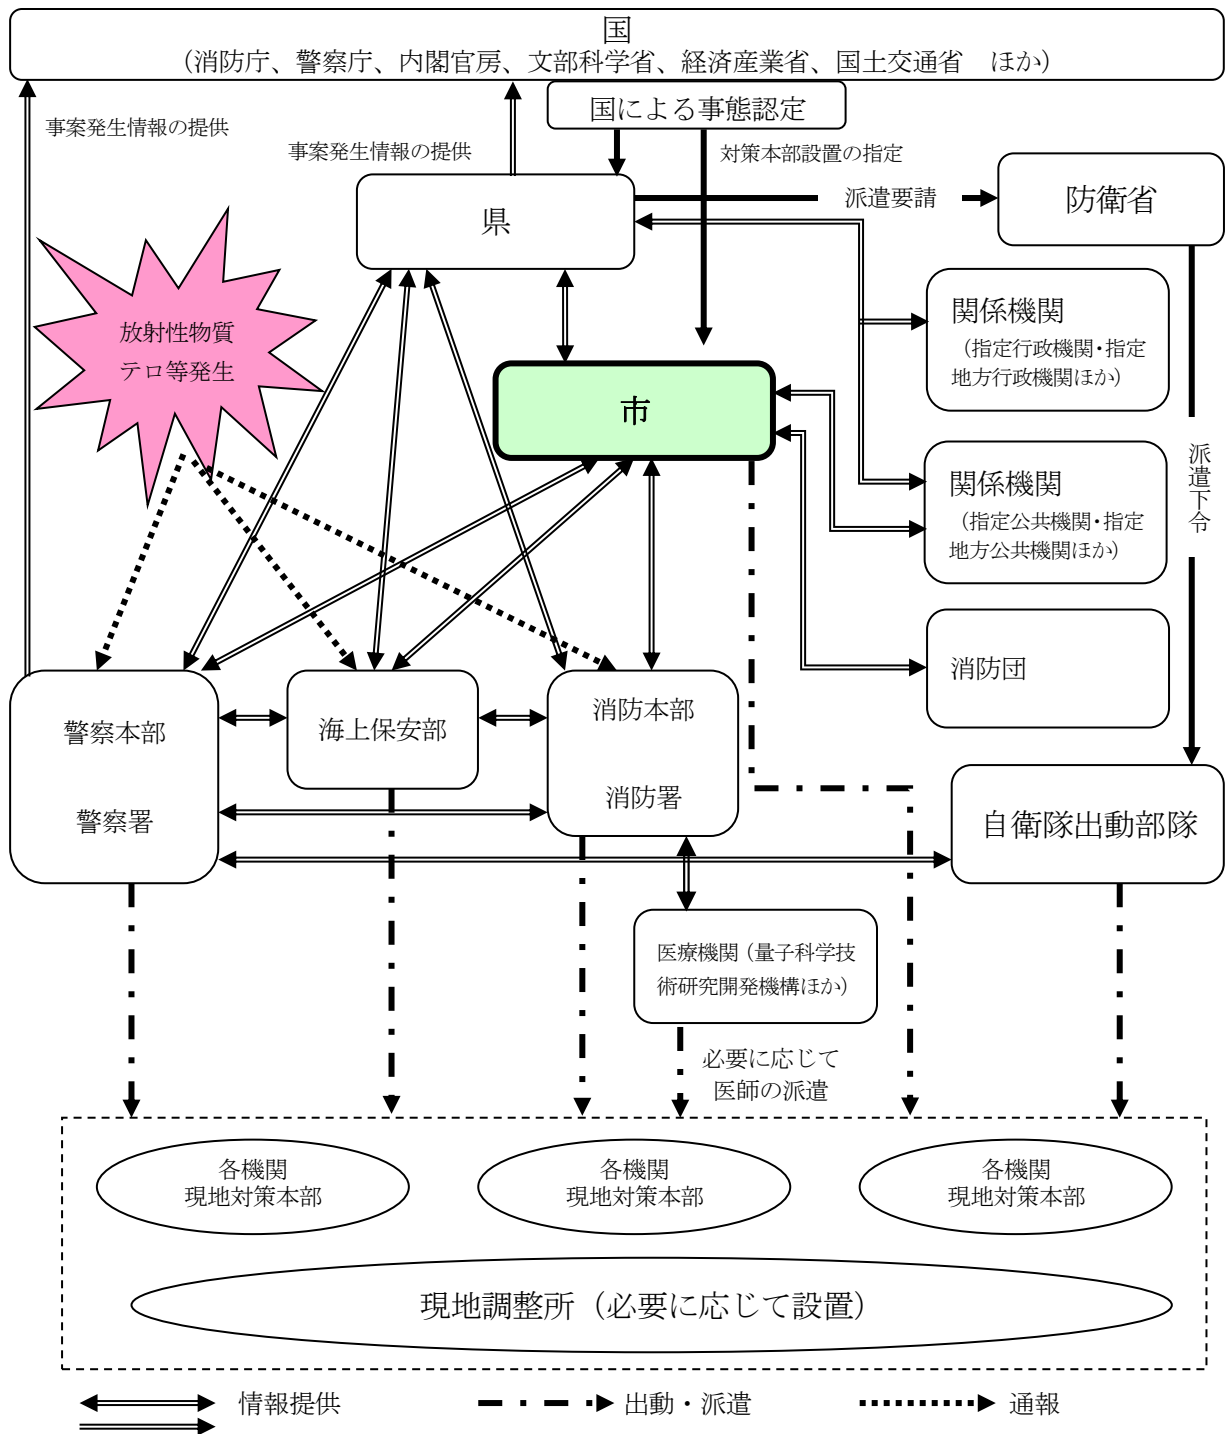 国
（消防庁、警察庁、内閣官房、文部科学省、経済産業省、国土交通省　ほか）
国による事態認定
事案発生情報の提供
事案発生情報の提供
対策本部設置の指定
県
派遣要請
防衛省
放射性物質
テロ等発生
関係機関
（指定行政機関・指定
地方行政機関ほか）
市
派遣下令
関係機関
（指定公共機関・指定
地方公共機関ほか）
消防団
警察本部
警察署
海上保安部
消防本部
消防署
自衛隊出動部隊
医療機関（量子科学技
術研究開発機構ほか）
必要に応じて
医師の派遣
各機関
現地対策本部
各機関
現地対策本部
各機関
現地対策本部
現地調整所（必要に応じて設置）
情報提供
出動・派遣
通報